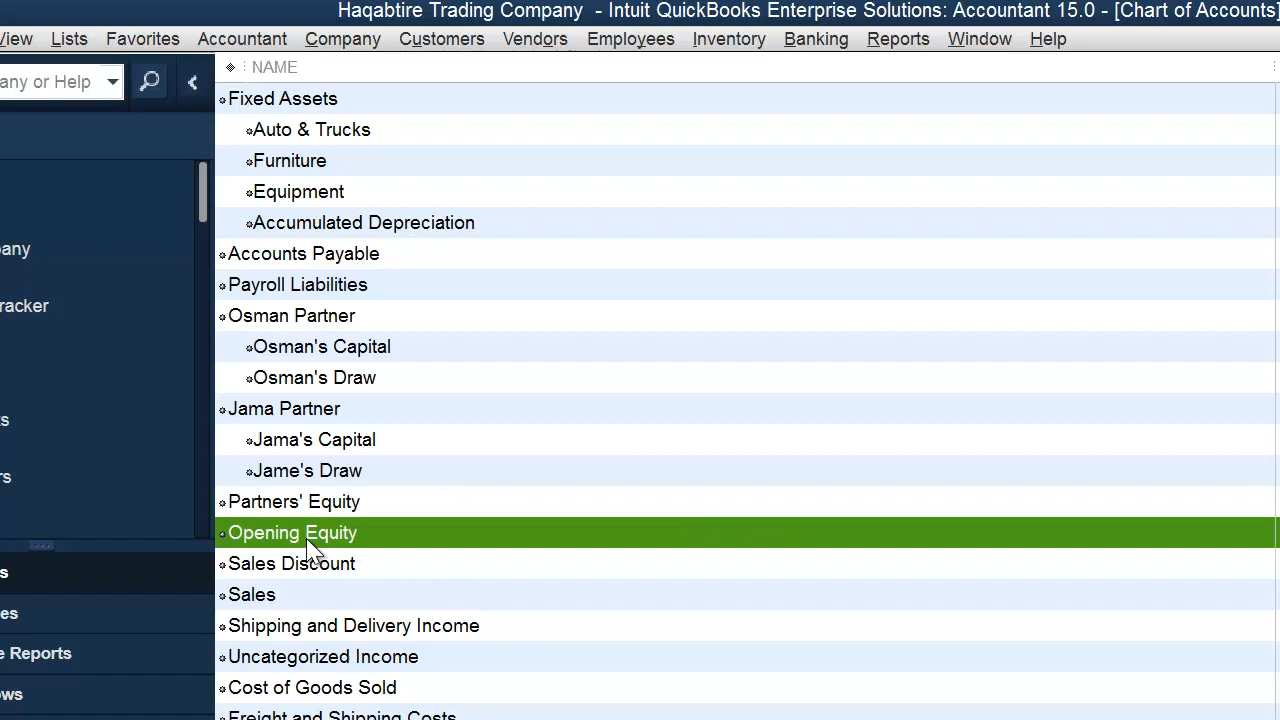 Haqabtire Trading Company - Intuit QuickBooks Enterprise Solutions: Accountant 15.0 - [Chart of Accounts]
View Lists Favorites Accountant Company Customers Vendors Employees Inventory Banking Reports Window Help
any or Help
NAME
Fixed Assets
Auto & Trucks
Furniture
Equipment
Accumulated Depreciation
Accounts Payable
Payroll Liabilities
Osman Partner
Osman's Capital
Osman's Draw
Jama Partner
Jama's Capital
Jame's Draw
Partners' Equity
Opening Equity
Sales Discount
Sales
Shipping and Delivery Income
Uncategorized Income
Cost of Goods Sold
Freight and Shipping Costs
pany
racker
s
rs
s
es
e Reports
ows